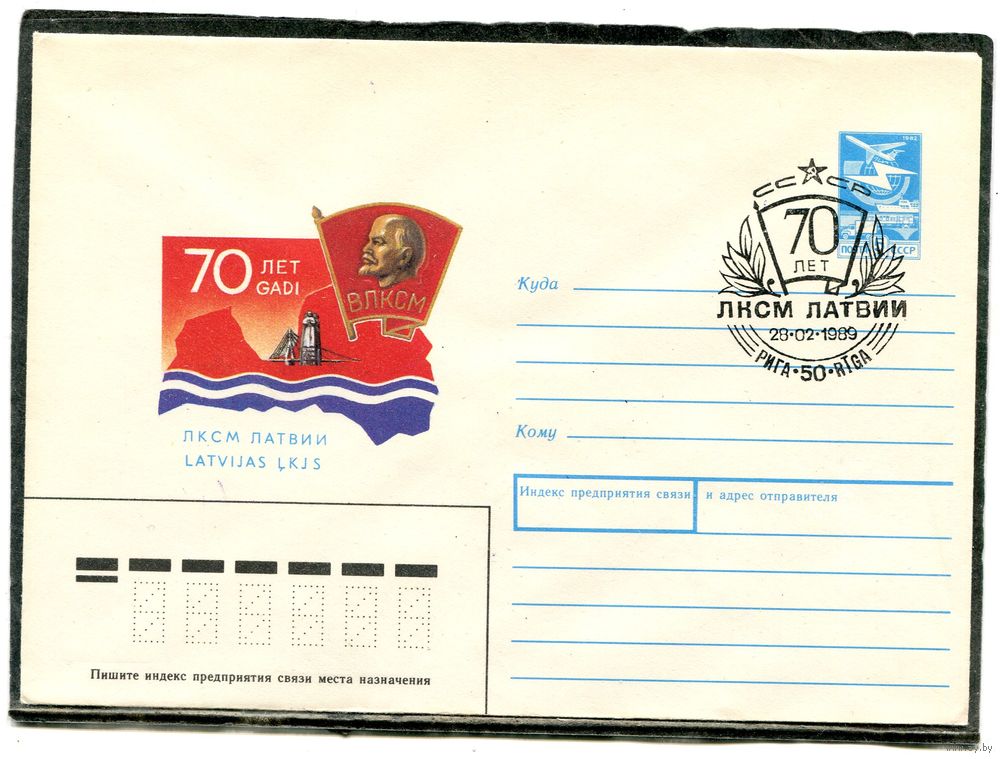 70 ЛЕТ
GADI
ВЛКСМ
ЛКСМ ЛАТВИИ
LATVIJAS ĻKJS
1982
ПОЧТА СССР
СССР
70
ЛЕТ
ЛКСМ ЛАТВИИ
28·02·1989
РИГА·50·RĪGA
Куда
Кому
Индекс предприятия связи и адрес отправителя
Пишите индекс предприятия связи места назначения